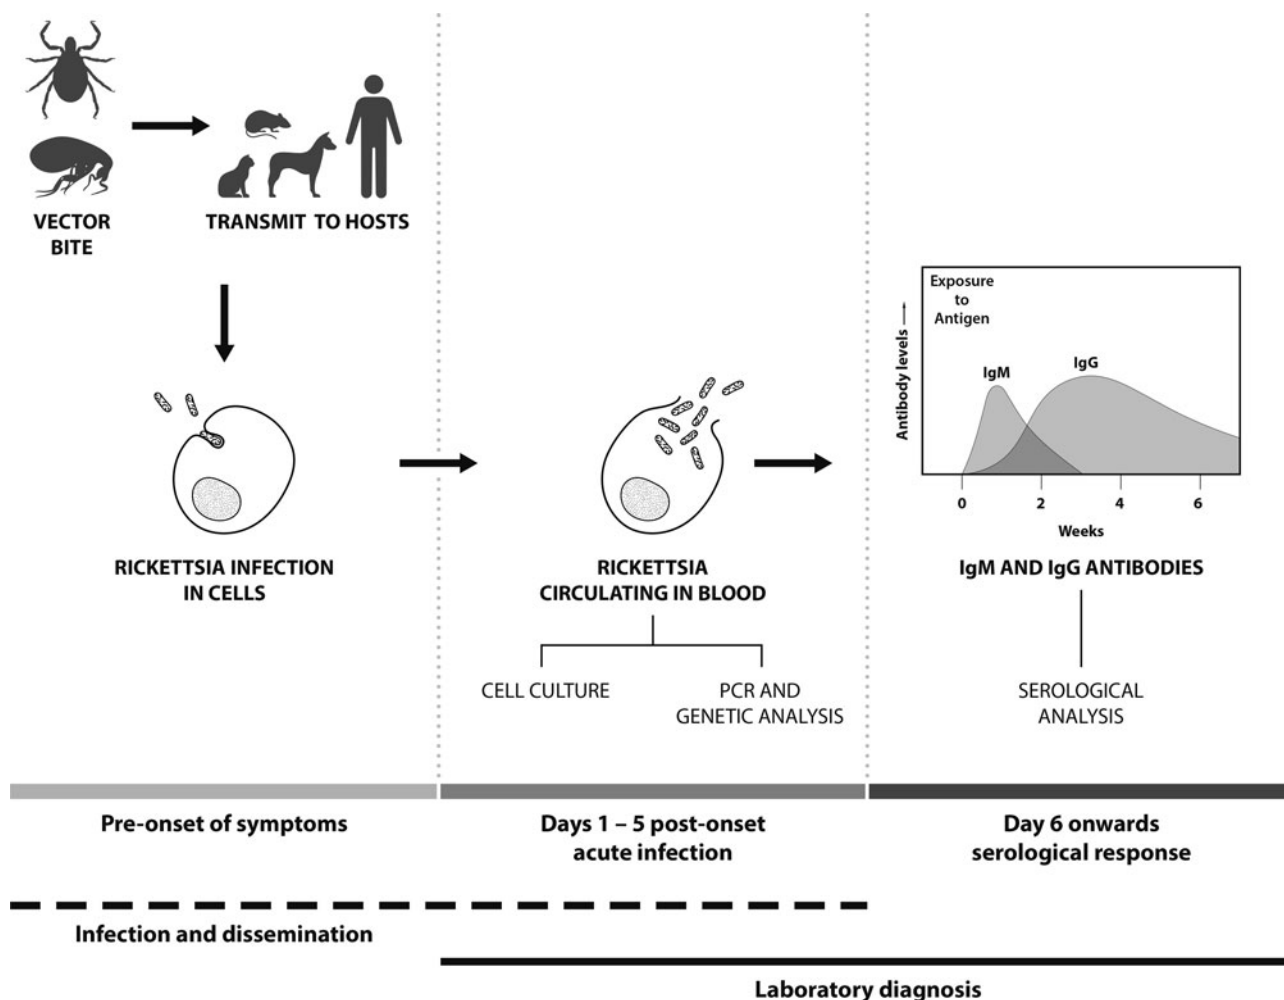 VECTOR
BITE
TRANSMIT TO HOSTS
RICKETTSIA INFECTION
IN CELLS
RICKETTSIA
CIRCULATING IN BLOOD
CELL CULTURE
PCR AND
GENETIC ANALYSIS
Exposure
to
Antigen
Antibody levels
IgM
IgG
0 2 4 6
Weeks
IgM AND IgG ANTIBODIES
SEROLOGICAL
ANALYSIS
Pre-onset of symptoms
Days 1 – 5 post-onset
acute infection
Day 6 onwards
serological response
Infection and dissemination
Laboratory diagnosis